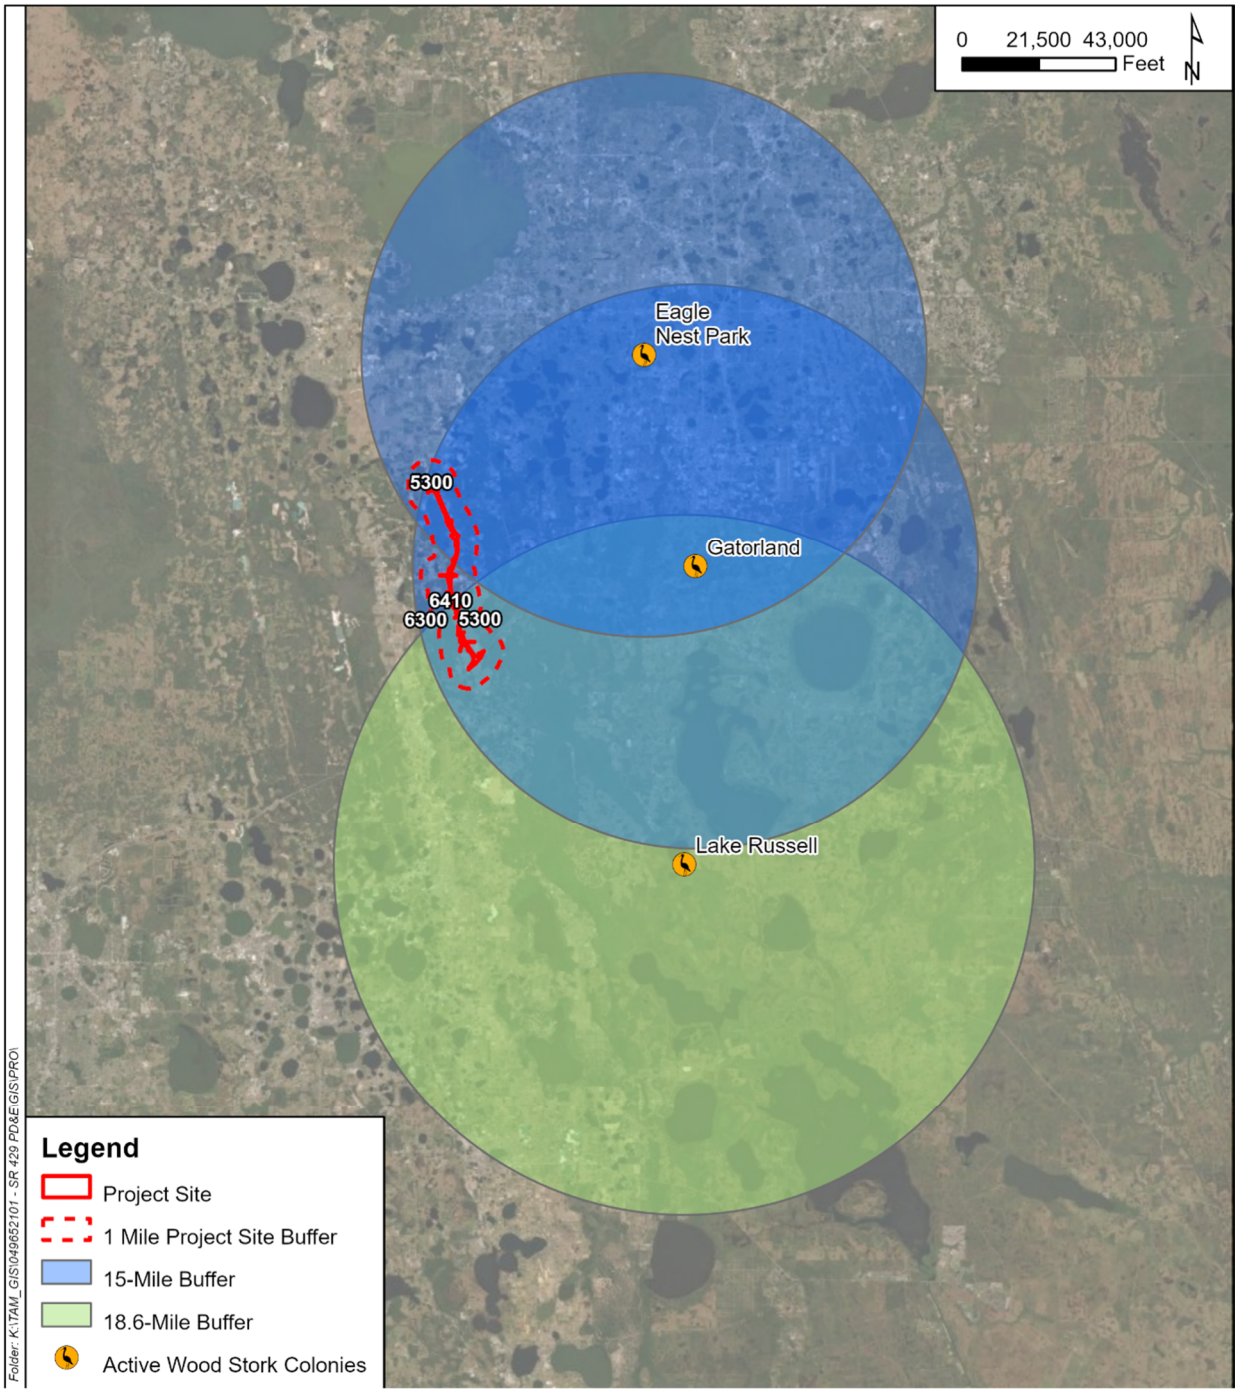 0 21,500 43,000
Feet
N
Eagle
Nest Park
5300
Gatorland
6410
6300 5300
Lake Russell
Folder: K:\TAM_GIS\049652101 - SR 429 PD&E\GIS\PRO\
Legend
Project Site
1 Mile Project Site Buffer
15-Mile Buffer
18.6-Mile Buffer
Active Wood Stork Colonies